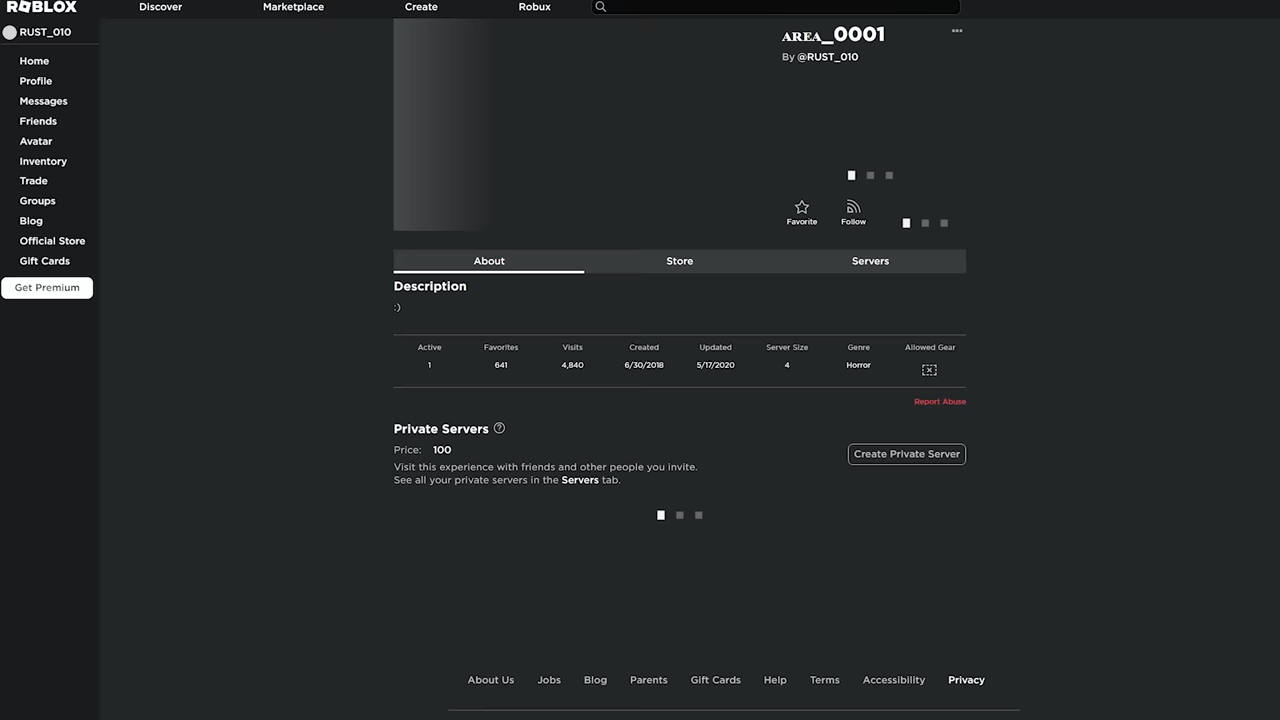 ROBLOX
Discover
Marketplace
Create
Robux
RUST_010
Home
Profile
Messages
Friends
Avatar
Inventory
Trade
Groups
Blog
Official Store
Gift Cards
Get Premium
ᴀʀᴇᴀ_0001
By @RUST_010
Favorite
Follow
About
Store
Servers
Description
:)
Active
Favorites
Visits
Created
Updated
Server Size
Genre
Allowed Gear
1
641
4,840
6/30/2018
5/17/2020
4
Horror
Report Abuse
Private Servers
Price: 100
Create Private Server
Visit this experience with friends and other people you invite.
See all your private servers in the Servers tab.
About Us
Jobs
Blog
Parents
Gift Cards
Help
Terms
Accessibility
Privacy